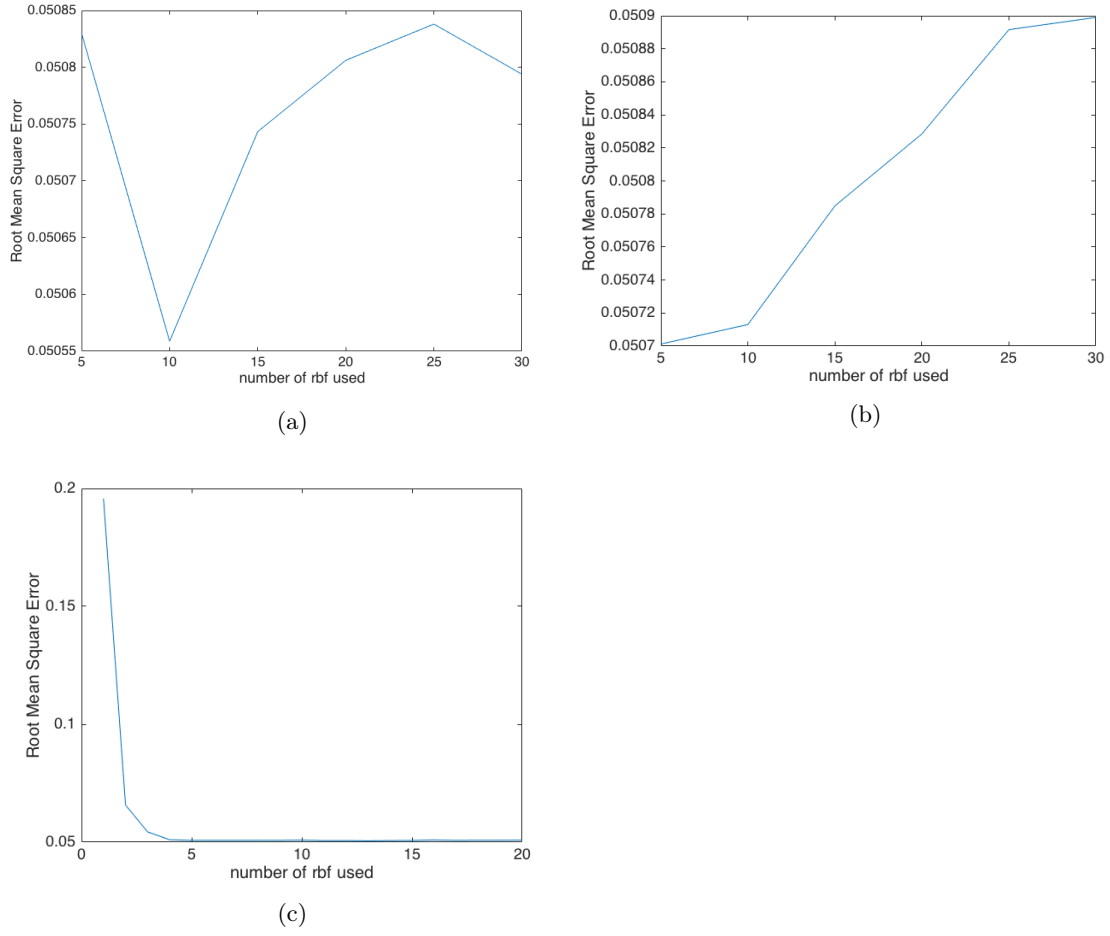 0.05085
0.0508
0.05075
0.0507
0.05065
0.0506
0.05055
Root Mean Square Error
5 10 15 20 25 30
number of rbf used
(a)
0.0509
0.05088
0.05086
0.05084
0.05082
0.0508
0.05078
0.05076
0.05074
0.05072
0.0507
Root Mean Square Error
5 10 15 20 25 30
number of rbf used
(b)
0.2
0.15
0.1
0.05
Root Mean Square Error
0 5 10 15 20
number of rbf used
(c)